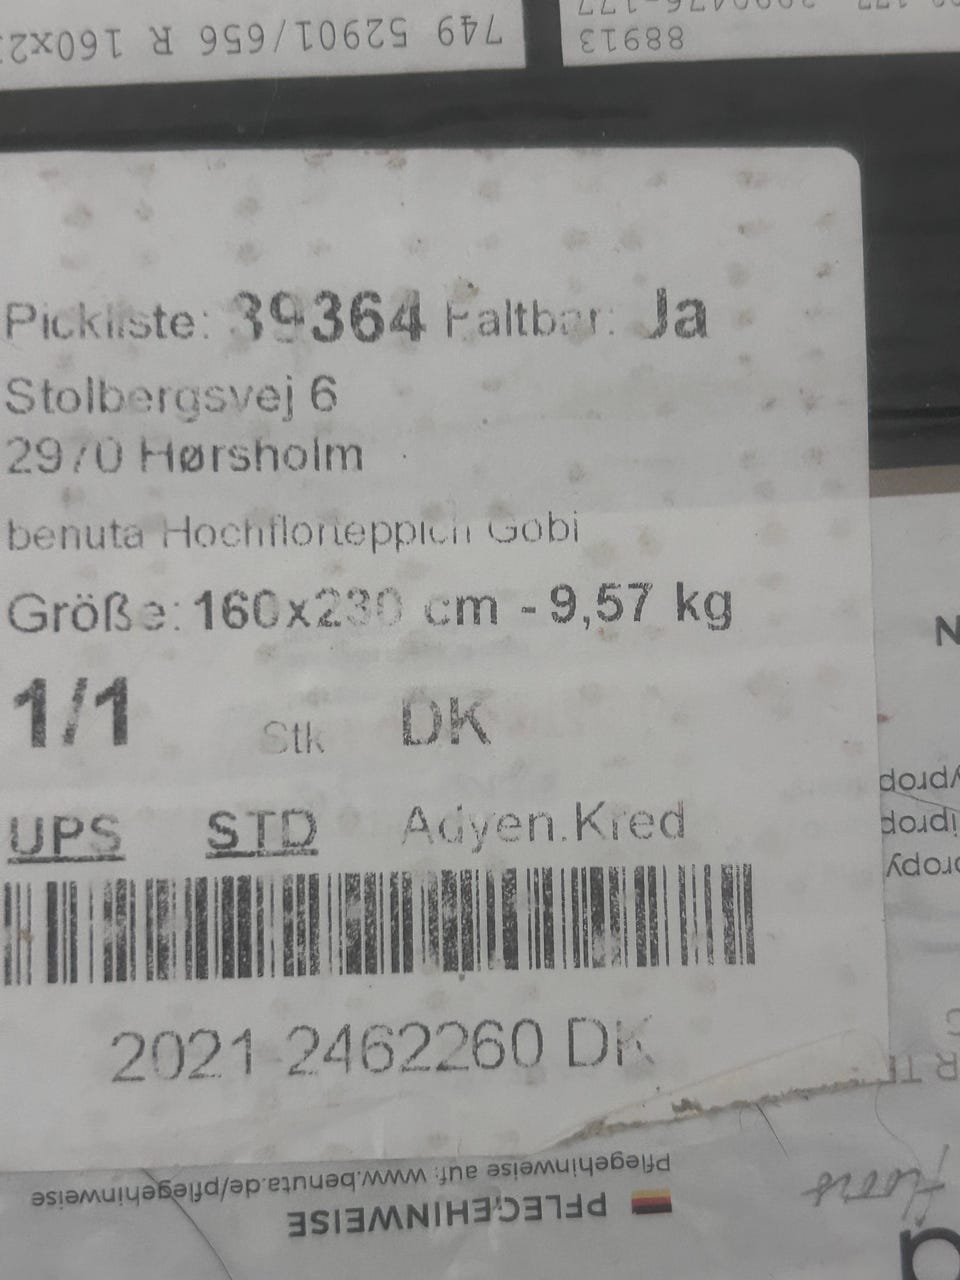 749 52901/656 R 160x2
88913
Pickliste: 39364 Faltbar: Ja
Stolbergsvej 6
2970 Hørsholm
benuta Hochflorteppich Gobi
Größe: 160x230 cm - 9,57 kg
1/1 Stk DK
UPS STD Adyen.Kred
2021-2462260 DK
PFLEGEHINWEISE
Pflegehinweise auf: www.benuta.de/pflegehinweise